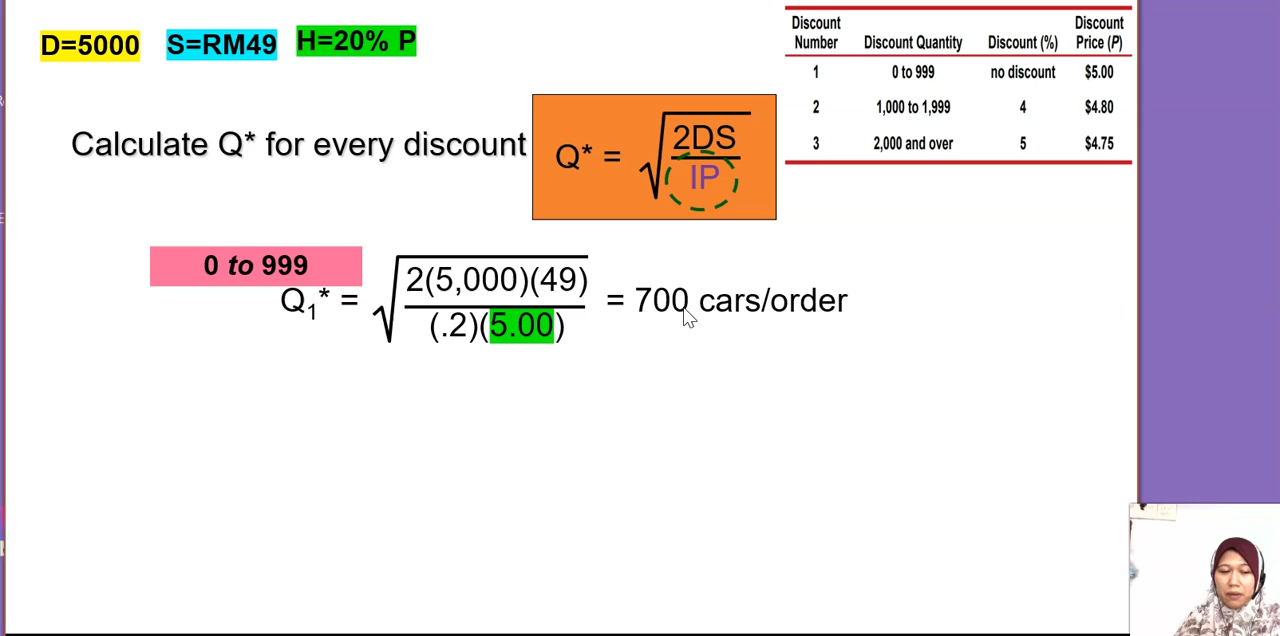 D=5000 S=RM49 H=20% P
Discount Number Discount Quantity Discount (%) Discount Price (P)
1 0 to 999 no discount $5.00
2 1,000 to 1,999 4 $4.80
3 2,000 and over 5 $4.75
Calculate Q* for every discount
Q* = √ 2DS
IP
0 to 999
Q1* = √ 2(5,000)(49)
(.2)(5.00)
= 700 cars/order